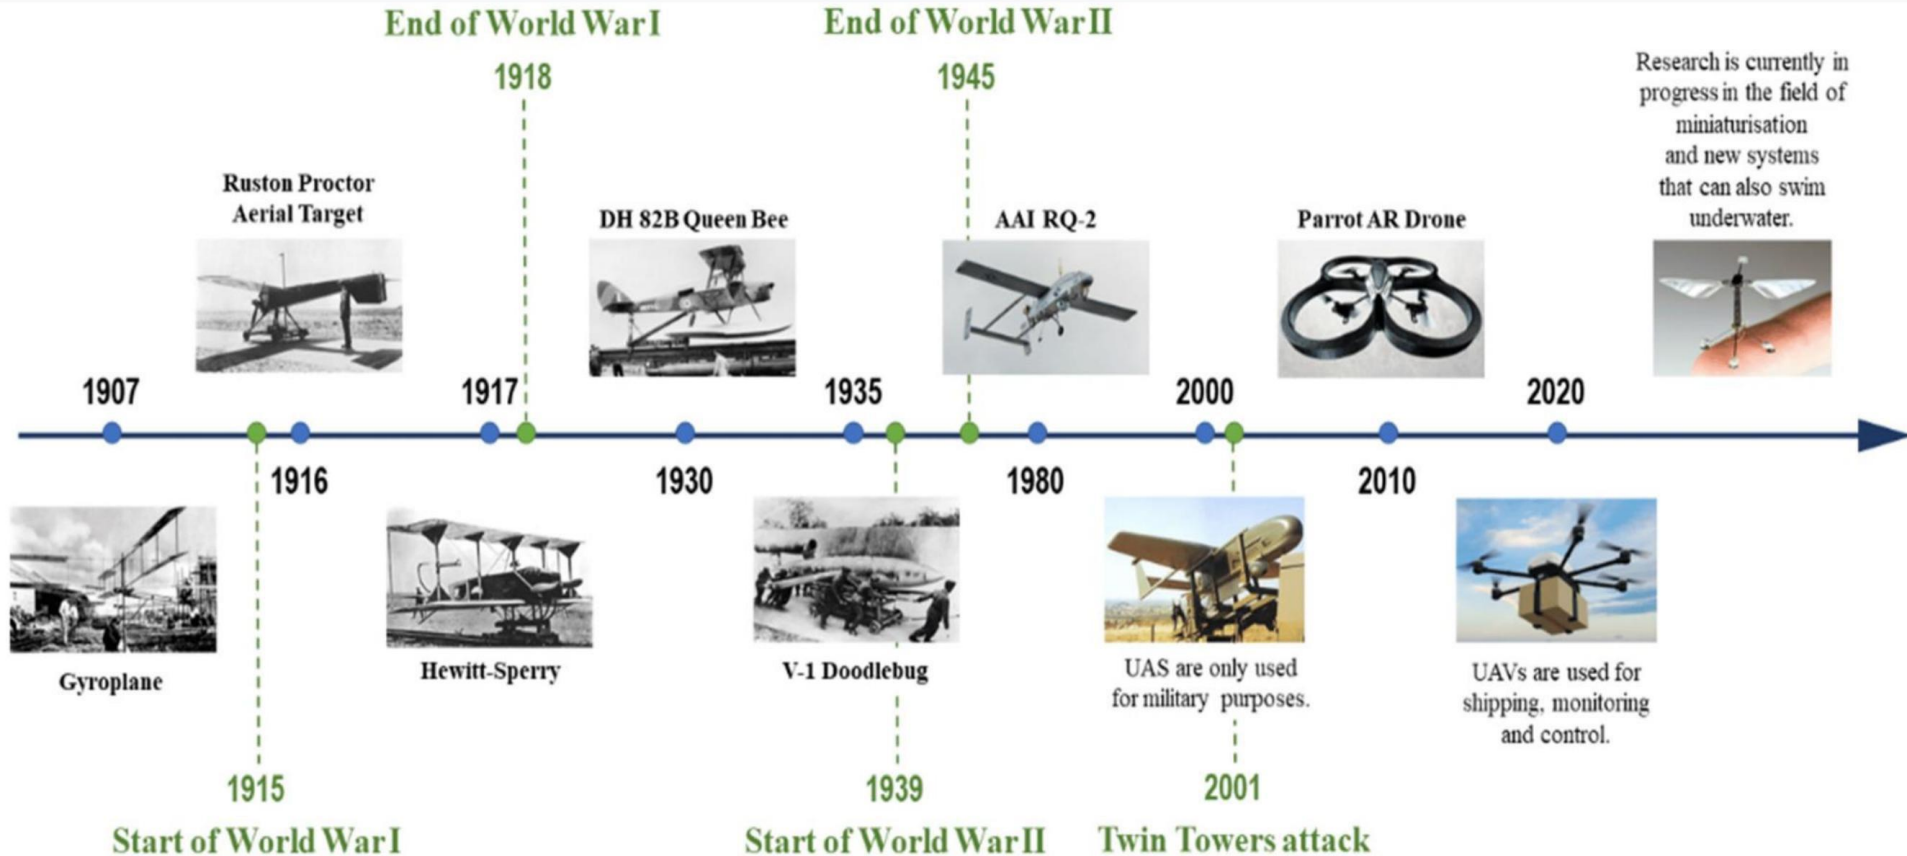 End of World War I
1918
End of World War II
1945
Research is currently in
progress in the field of
miniaturisation
and new systems
that can also swim
underwater.
Ruston Proctor
Aerial Target
DH 82B Queen Bee
AAI RQ-2
Parrot AR Drone
1907
1917
1935
2000
2020
1916
1930
1980
2010
Gyroplane
Hewitt-Sperry
V-1 Doodlebug
UAS are only used
for military purposes.
UAVs are used for
shipping, monitoring
and control.
1915
Start of World War I
1939
Start of World War II
2001
Twin Towers attack